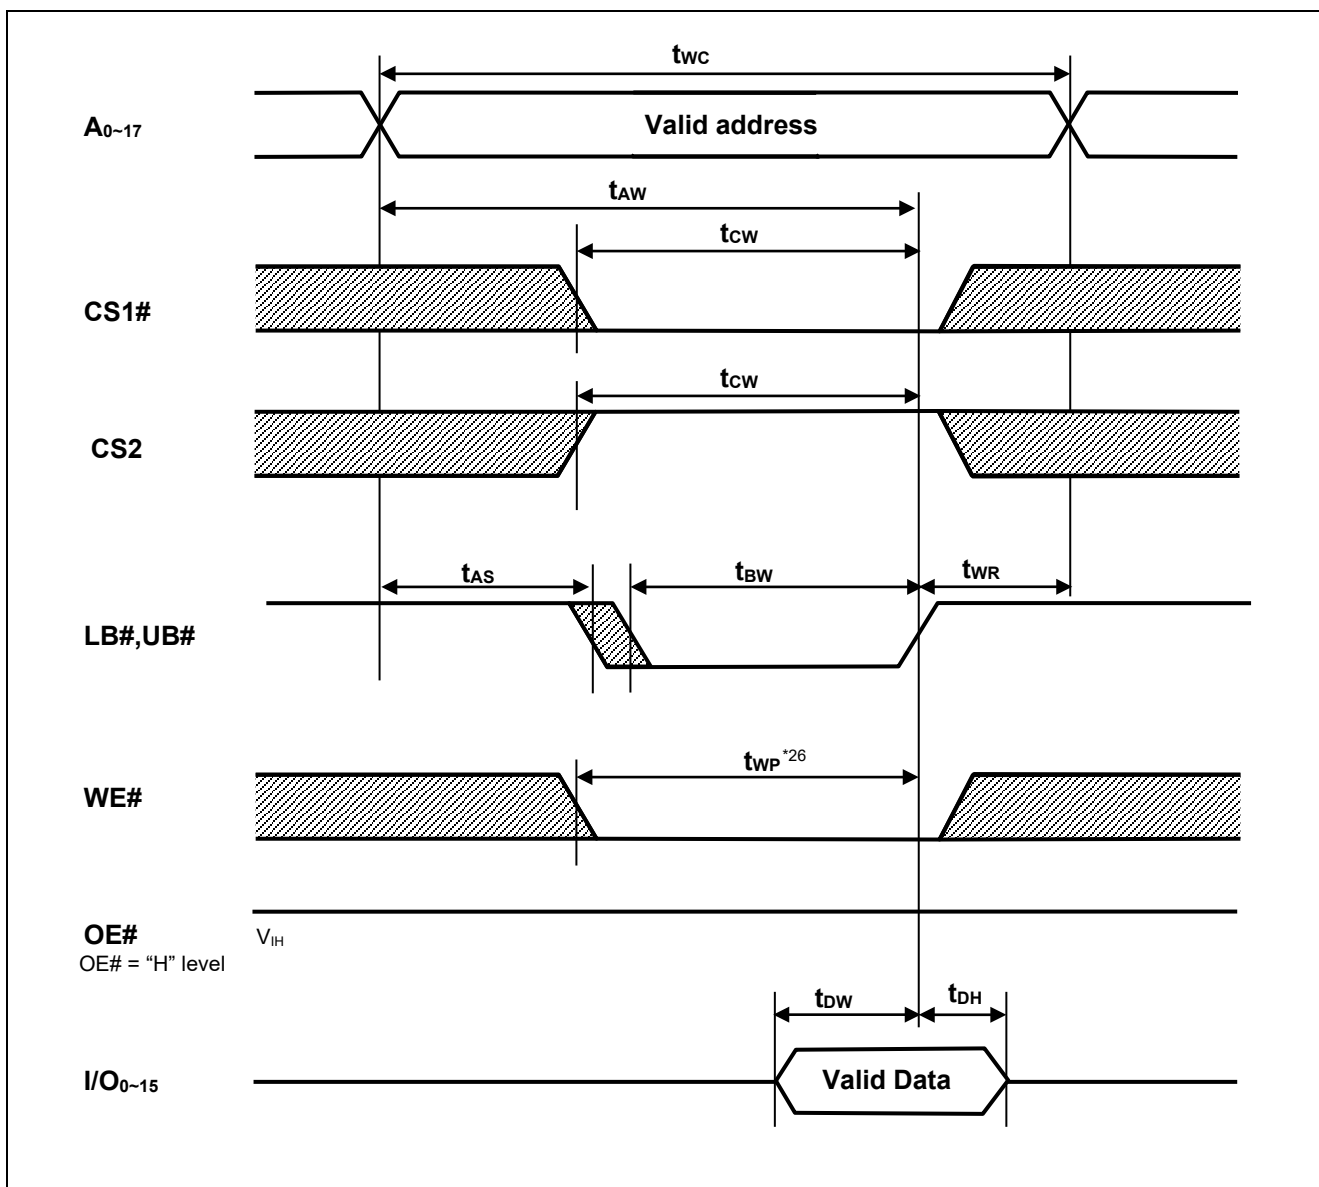 tWC
A0~17
Valid address
tAW
tCW
CS1#
tCW
CS2
tAS
tBW
tWR
LB#,UB#
tWP*26
WE#
OE#
VIH
OE# = “H” level
tDW
tDH
I/O0~15
Valid Data